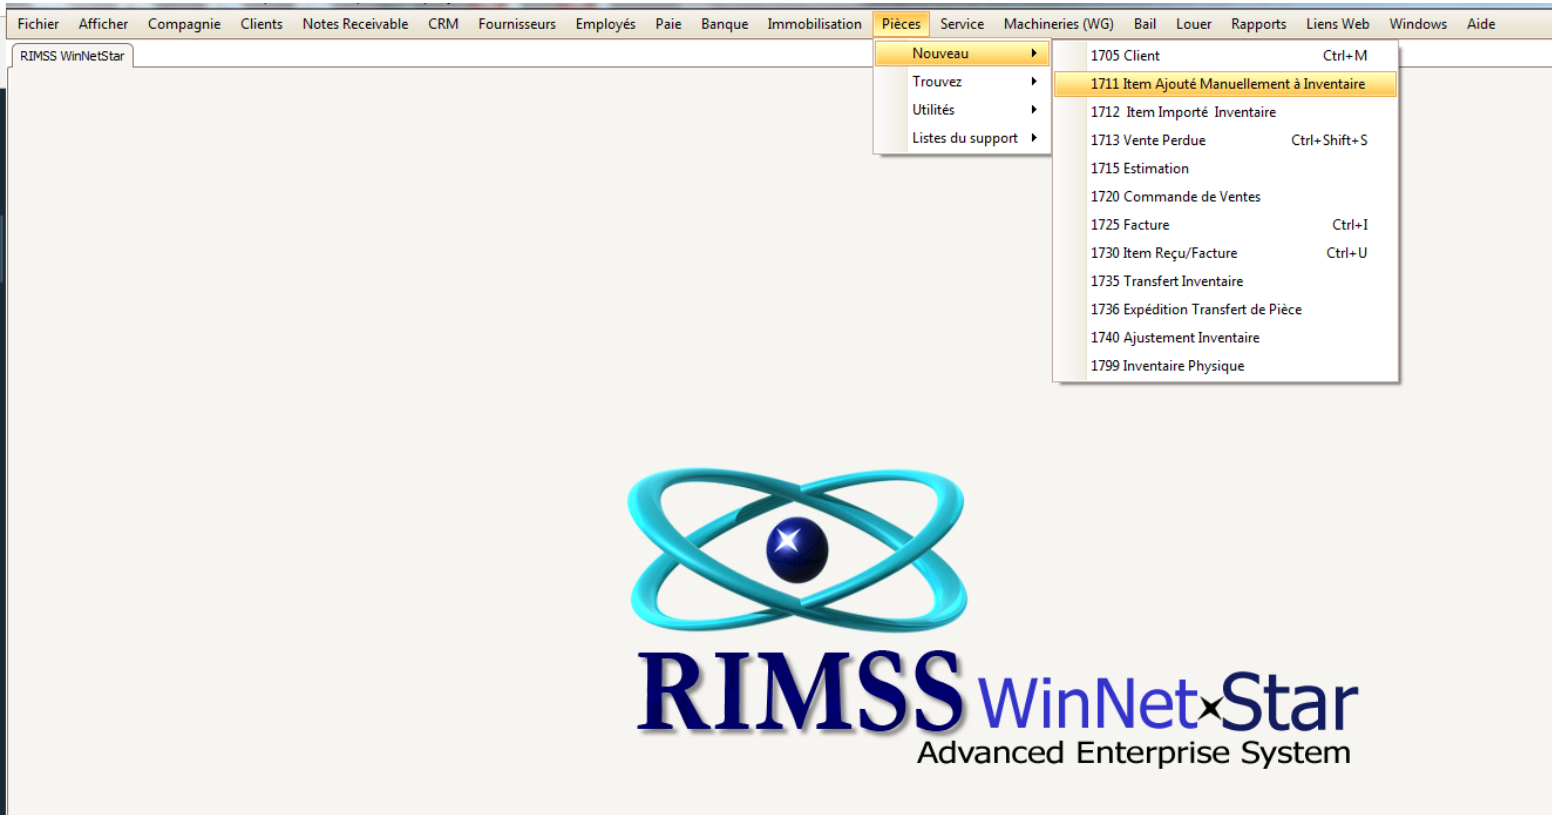 Fichier Afficher Compagnie Clients Notes Receivable CRM Fournisseurs Employés Paie Banque Immobilisation Pièces Service Machineries (WG) Bail Louer Rapports Liens Web Windows Aide
RIMSS WinNetStar
Nouveau
Trouvez
Utilités
Listes du support
1705 Client Ctrl+M
1711 Item Ajouté Manuellement à Inventaire
1712 Item Importé Inventaire
1713 Vente Perdue Ctrl+Shift+S
1715 Estimation
1720 Commande de Ventes
1725 Facture Ctrl+I
1730 Item Reçu/Facture Ctrl+U
1735 Transfert Inventaire
1736 Expédition Transfert de Pièce
1740 Ajustement Inventaire
1799 Inventaire Physique
RIMSS WinNet Star
Advanced Enterprise System